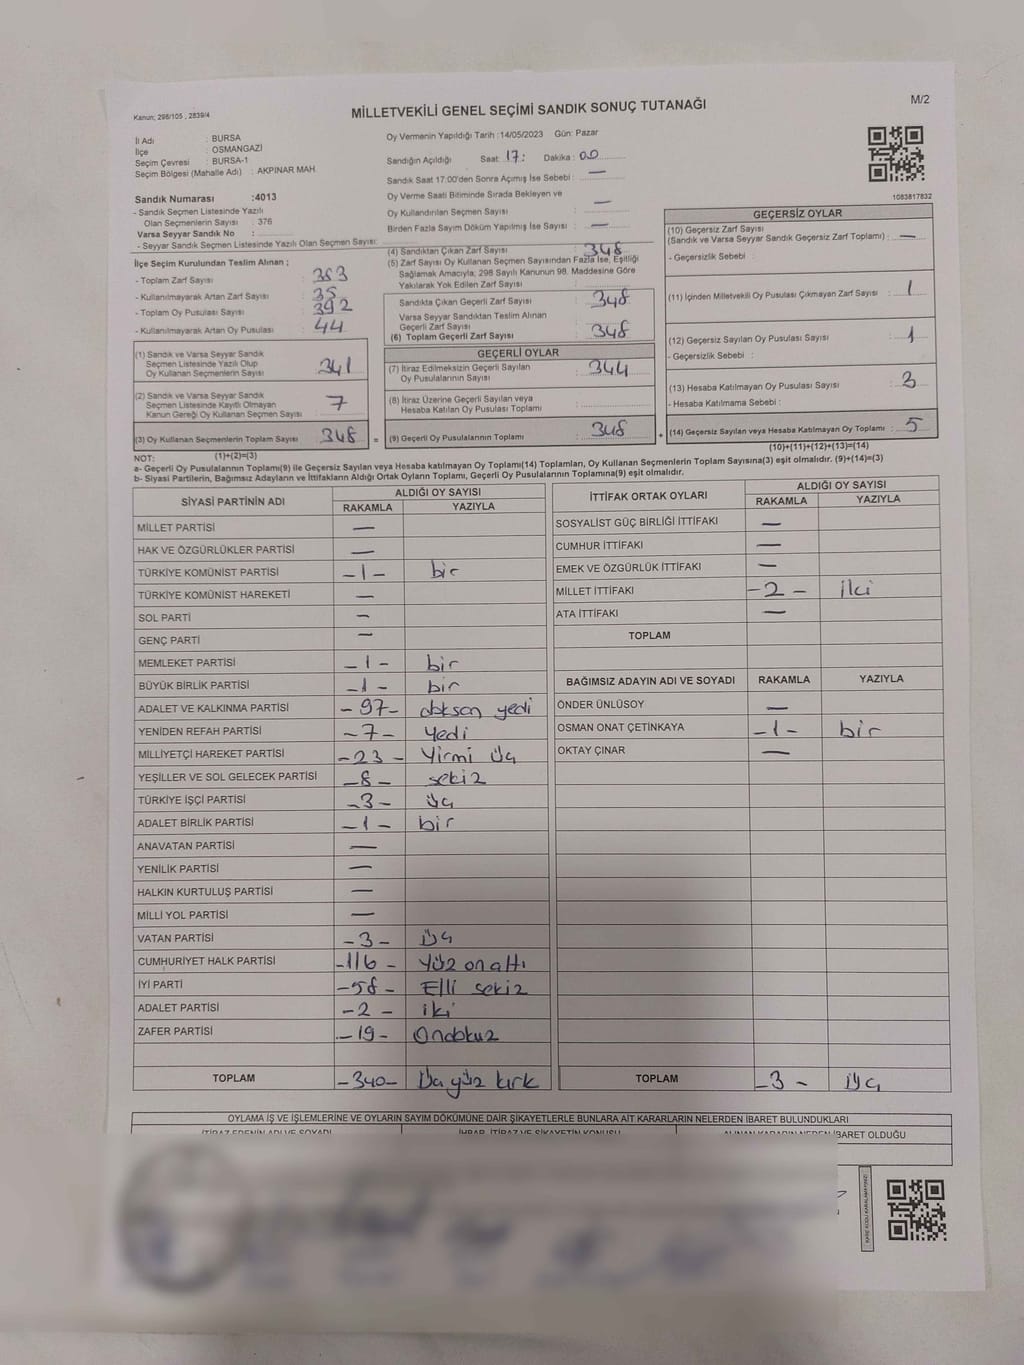 M/2
Kanun; 298/105 , 2839/4
MİLLETVEKİLİ GENEL SEÇİMİ SANDIK SONUÇ TUTANAĞI
İl Adı : BURSA
İlçe : OSMANGAZİ
Seçim Çevresi : BURSA-1
Seçim Bölgesi (Mahalle Adı) : AKPINAR MAH.
Sandık Numarası :4013
- Sandık Seçmen Listesinde Yazılı
Olan Seçmenlerin Sayısı : 376
Varsa Seyyar Sandık No :
- Seyyar Sandık Seçmen Listesinde Yazılı Olan Seçmen Sayısı:
Oy Vermenin Yapıldığı Tarih :14/05/2023 Gün: Pazar
Sandığın Açıldığı Saat: 17: Dakika : 00
Sandık Saat 17:00'den Sonra Açımış İse Sebebi : —
Oy Verme Saati Bitiminde Sırada Bekleyen ve
Oy Kullandırılan Seçmen Sayısı : —
Birden Fazla Sayım Döküm Yapılmış İse Sayısı : —
1083817832
İlçe Seçim Kurulundan Teslim Alınan ;
- Toplam Zarf Sayısı : 383
- Kullanılmayarak Artan Zarf Sayısı : 35
- Toplam Oy Pusulası Sayısı : 392
- Kullanılmayarak Artan Oy Pusulası : 44
(1) Sandık ve Varsa Seyyar Sandık
Seçmen Listesinde Yazılı Olup
Oy Kullanan Seçmenlerin Sayısı : 341
(2) Sandık ve Varsa Seyyar Sandık
Seçmen Listesinde Kayıtlı Olmayan
Kanun Gereği Oy Kullanan Seçmen Sayısı : 7
(3) Oy Kullanan Seçmenlerin Toplam Sayısı : 348
(4) Sandıktan Çıkan Zarf Sayısı : 348
(5) Zarf Sayısı Oy Kullanan Seçmen Sayısından Fazla İse, Eşitliği
Sağlamak Amacıyla; 298 Sayılı Kanunun 98. Maddesine Göre
Yakılarak Yok Edilen Zarf Sayısı :
Sandıkta Çıkan Geçerli Zarf Sayısı : 348
Varsa Seyyar Sandıktan Teslim Alınan
Geçerli Zarf Sayısı :
(6) Toplam Geçerli Zarf Sayısı : 348
GEÇERLİ OYLAR
(7) İtiraz Edilmeksizin Geçerli Sayılan
Oy Pusulalarının Sayısı : 344
(8) İtiraz Üzerine Geçerli Sayılan veya
Hesaba Katılan Oy Pusulası Toplamı :
= (9) Geçerli Oy Pusulalarının Toplamı : 348
GEÇERSİZ OYLAR
(10) Geçersiz Zarf Sayısı
(Sandık ve Varsa Seyyar Sandık Geçersiz Zarf Toplamı) : —
- Geçersizlik Sebebi :
(11) İçinden Milletvekili Oy Pusulası Çıkmayan Zarf Sayısı : 1
(12) Geçersiz Sayılan Oy Pusulası Sayısı : 1
- Geçersizlik Sebebi :
(13) Hesaba Katılmayan Oy Pusulası Sayısı : 3
- Hesaba Katılmama Sebebi :
+ (14) Geçersiz Sayılan veya Hesaba Katılmayan Oy Toplamı : 5
NOT: (1)+(2)=(3)
(10)+(11)+(12)+(13)=(14)
a- Geçerli Oy Pusulalarının Toplamı(9) ile Geçersiz Sayılan veya Hesaba katılmayan Oy Toplamı(14) Toplamları, Oy Kullanan Seçmenlerin Toplam Sayısına(3) eşit olmalıdır. (9)+(14)=(3)
b- Siyasi Partilerin, Bağımsız Adayların ve İttifakların Aldığı Oyların Toplamı, Geçerli Oy Pusulalarının Toplamına(9) eşit olmalıdır.
SİYASİ PARTİNİN ADI ALDIĞI OY SAYISI
RAKAMLA YAZIYLA
MİLLET PARTİSİ —
HAK VE ÖZGÜRLÜKLER PARTİSİ —
TÜRKİYE KOMÜNİST PARTİSİ -1- bir
TÜRKİYE KOMÜNİST HAREKETİ —
SOL PARTİ —
GENÇ PARTİ —
MEMLEKET PARTİSİ -1- bir
BÜYÜK BİRLİK PARTİSİ -1- bir
ADALET VE KALKINMA PARTİSİ -97- doksan yedi
YENİDEN REFAH PARTİSİ -7- yedi
MİLLİYETÇİ HAREKET PARTİSİ -23- Yirmi üç
YEŞİLLER VE SOL GELECEK PARTİSİ -8- sekiz
TÜRKİYE İŞÇİ PARTİSİ -3- üç
ADALET BİRLİK PARTİSİ -1- bir
ANAVATAN PARTİSİ —
YENİLİK PARTİSİ —
HALKIN KURTULUŞ PARTİSİ —
MİLLİ YOL PARTİSİ —
VATAN PARTİSİ -3- Üç
CUMHURİYET HALK PARTİSİ -116- Yüz on altı
İYİ PARTİ -58- Elli sekiz
ADALET PARTİSİ -2- iki
ZAFER PARTİSİ -19- Ondokuz
TOPLAM -340- Üç yüz kırk
İTTİFAK ORTAK OYLARI ALDIĞI OY SAYISI
RAKAMLA YAZIYLA
SOSYALİST GÜÇ BİRLİĞİ İTTİFAKI —
CUMHUR İTTİFAKI —
EMEK VE ÖZGÜRLÜK İTTİFAKI —
MİLLET İTTİFAKI -2- iki
ATA İTTİFAKI —
TOPLAM
BAĞIMSIZ ADAYIN ADI VE SOYADI RAKAMLA YAZIYLA
ÖNDER ÜNLÜSOY —
OSMAN ONAT ÇETİNKAYA -1- bir
OKTAY ÇINAR —
TOPLAM -3- üç
OYLAMA İŞ VE İŞLEMLERİNE VE OYLARIN SAYIM DÖKÜMÜNE DAİR ŞİKAYETLERLE BUNLARA AİT KARARLARIN NELERDEN İBARET BULUNDUKLARI
İTİRAZ EDENİN ADI VE SOYADI İHBAR, İTİRAZ VE ŞİKAYETİN KONUSU ALINAN KARARIN NEDEN İBARET OLDUĞU